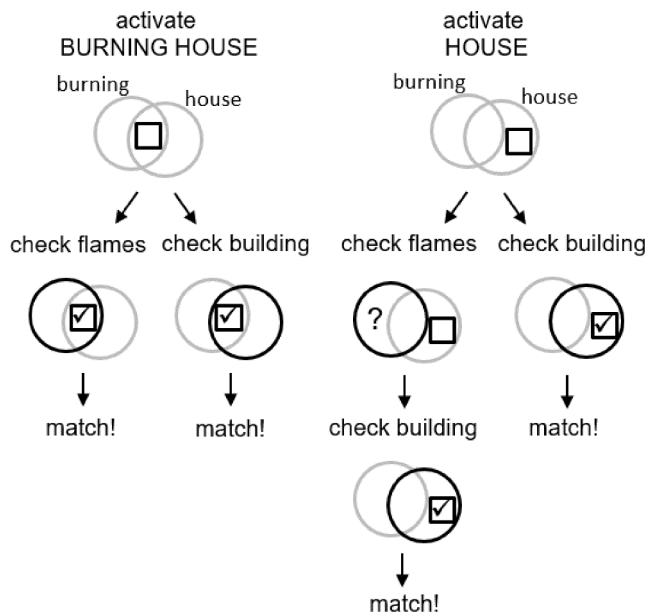 activate
BURNING HOUSE
burning
house
check flames
check building
match!
match!
activate
HOUSE
burning
house
check flames
check building
?
check building
match!
match!